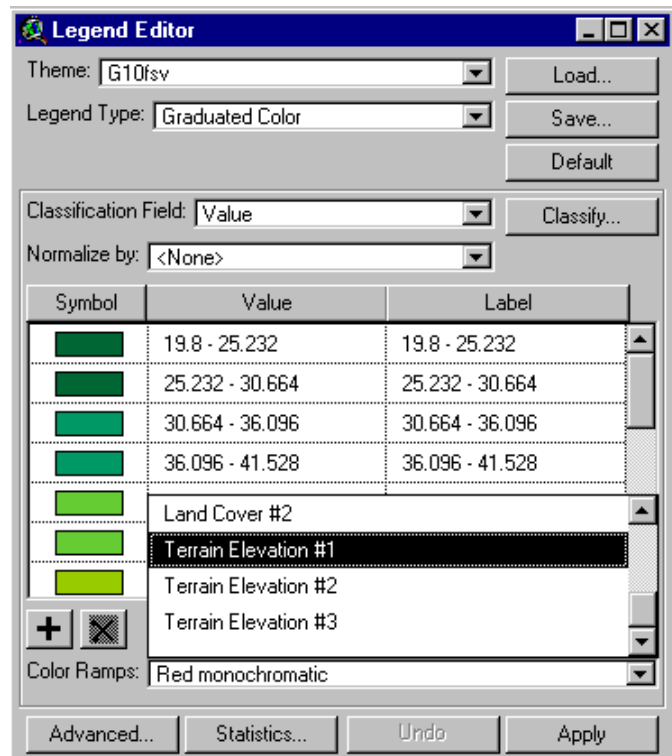 Legend Editor
Theme: G10fsv
Load...
Legend Type: Graduated Color
Save...
Default
Classification Field: Value
Classify...
Normalize by: <None>
Symbol Value Label
19.8 - 25.232 19.8 - 25.232
25.232 - 30.664 25.232 - 30.664
30.664 - 36.096 30.664 - 36.096
36.096 - 41.528 36.096 - 41.528
Land Cover #2
Terrain Elevation #1
Terrain Elevation #2
Terrain Elevation #3
Color Ramps: Red monochromatic
Advanced... Statistics... Undo Apply